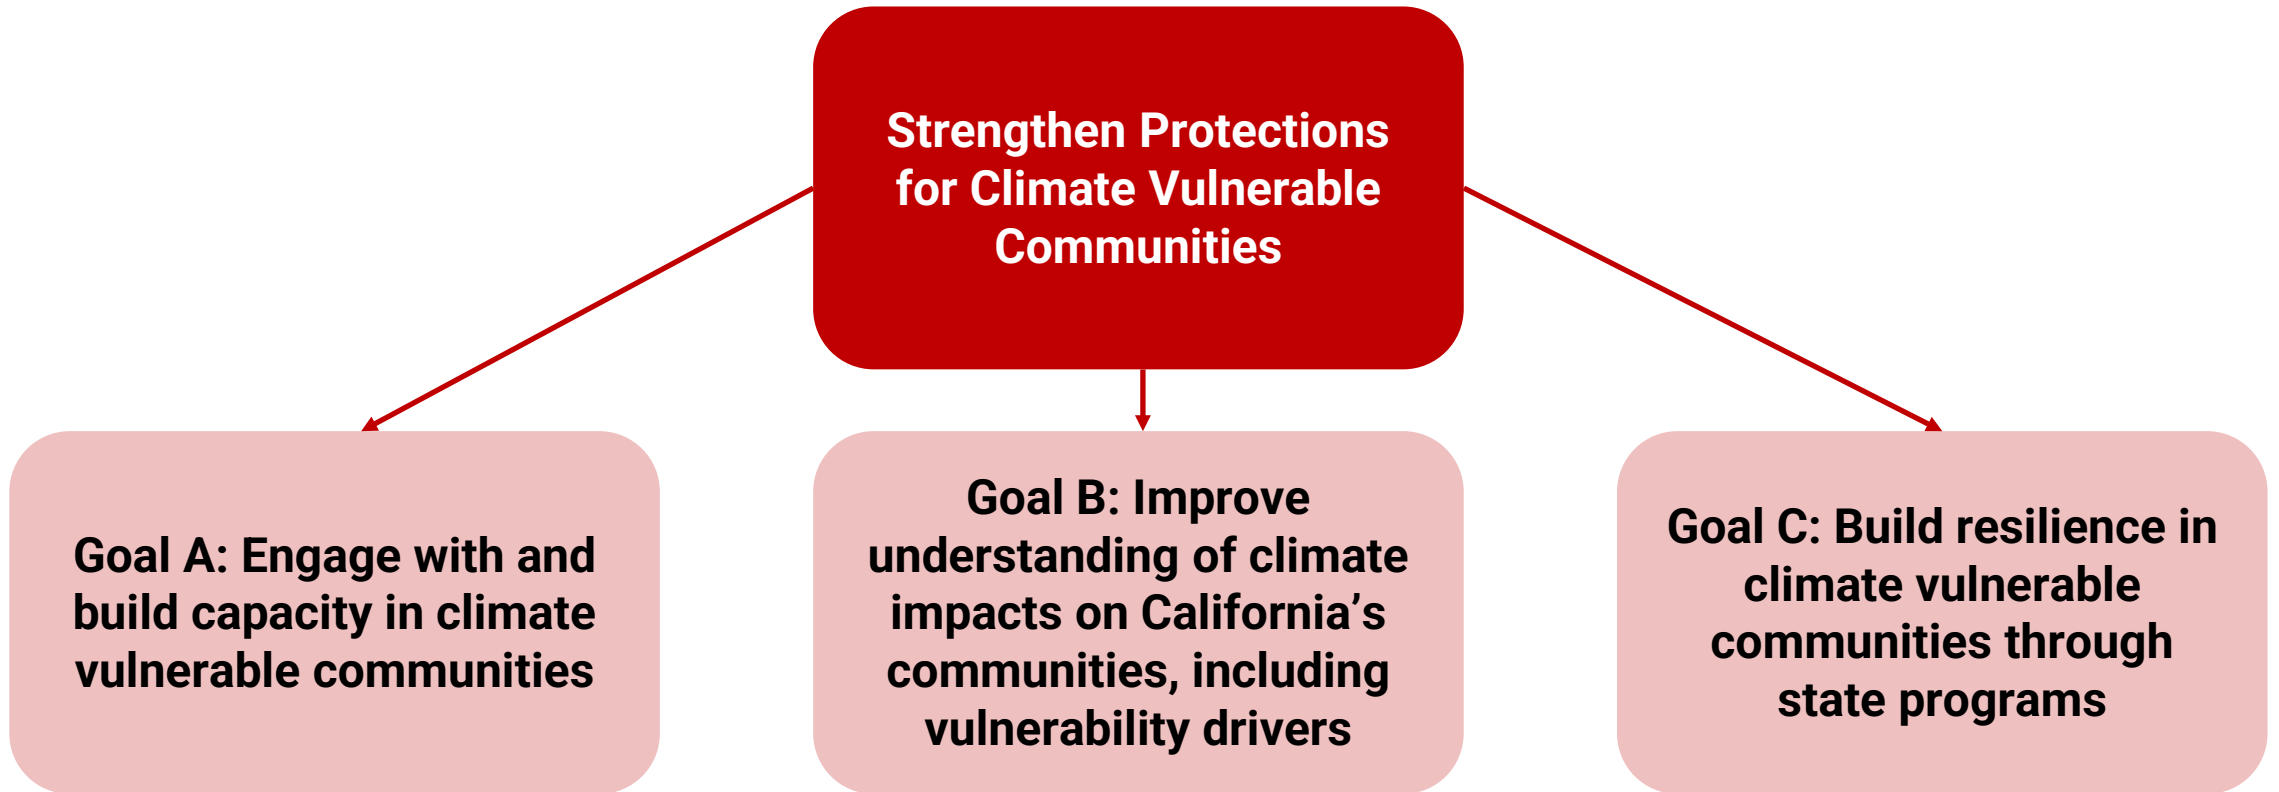 Strengthen Protections
for Climate Vulnerable
Communities
Goal A: Engage with and
build capacity in climate
vulnerable communities
Goal B: Improve
understanding of climate
impacts on California’s
communities, including
vulnerability drivers
Goal C: Build resilience in
climate vulnerable
communities through
state programs